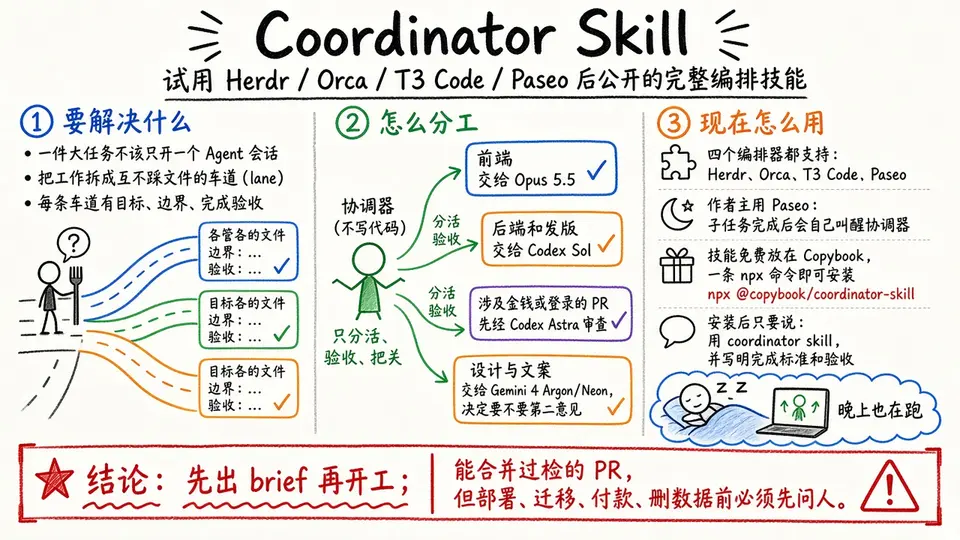 Coordinator Skill
试用 Herdr / Orca / T3 Code / Paseo 后公开的完整编排技能
① 要解决什么
• 一件大任务不该只开一个 Agent 会话
• 把工作拆成互不踩文件的车道 (lane)
• 每条车道有目标、边界、完成验收
?
各管各的文件
边界：...
验收：...
目标各的文件
边界：...
验收：...
目标各的文件
边界：...
验收：...
② 怎么分工
协调器
(不写代码)
只分活、
验收、把关
分活
验收
分活
验收
前端
交给 Opus 5.5
后端和发版
交给 Codex Sol
涉及金钱或登录的 PR
先经 Codex Astra 审查
设计与文案
交给 Gemini 4 Argon/Neon，
决定要不要第二意见
③ 现在怎么用
四个编排器都支持：
Herdr、Orca、T3 Code、Paseo
作者主用 Paseo：
子任务完成后会自己叫醒协调器
技能免费放在 Copybook，
一条 npx 命令即可安装
npx @copybook/coordinator-skill
安装后只要说：
用 coordinator skill，
并写明完成标准和验收
z z
晚上也在跑
结论：先出 brief 再开工；
能合并过检的 PR，
但部署、迁移、付款、删数据前必须先问人。
!